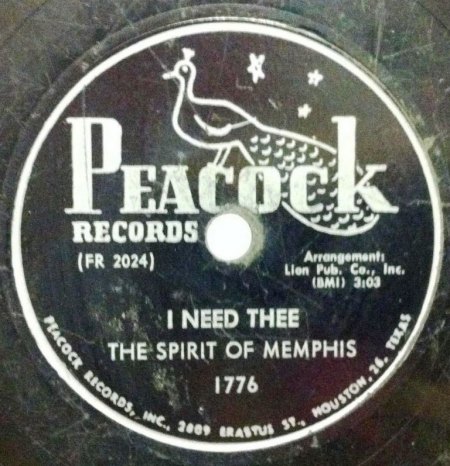 PEACOCK
RECORDS
(FR 2024)
Arrangement:
Lion Pub. Co., Inc.
(BMI) 3:03
I NEED THEE
THE SPIRIT OF MEMPHIS
1776
PEACOCK RECORDS, INC., 2809 ERASTUS ST., HOUSTON, 26, TEXAS